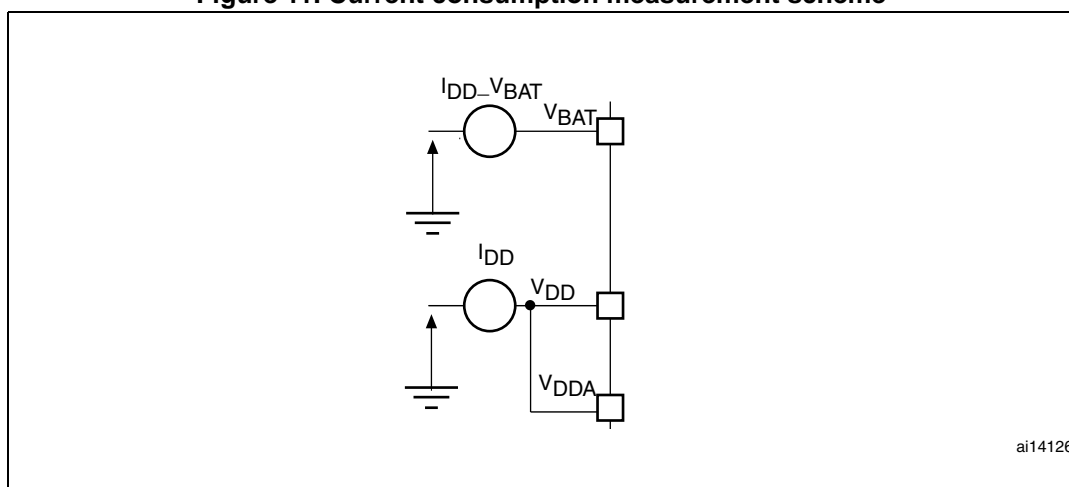 Figure 11. Current consumption measurement scheme
IDD_VBAT
VBAT
IDD
VDD
VDDA
ai14126